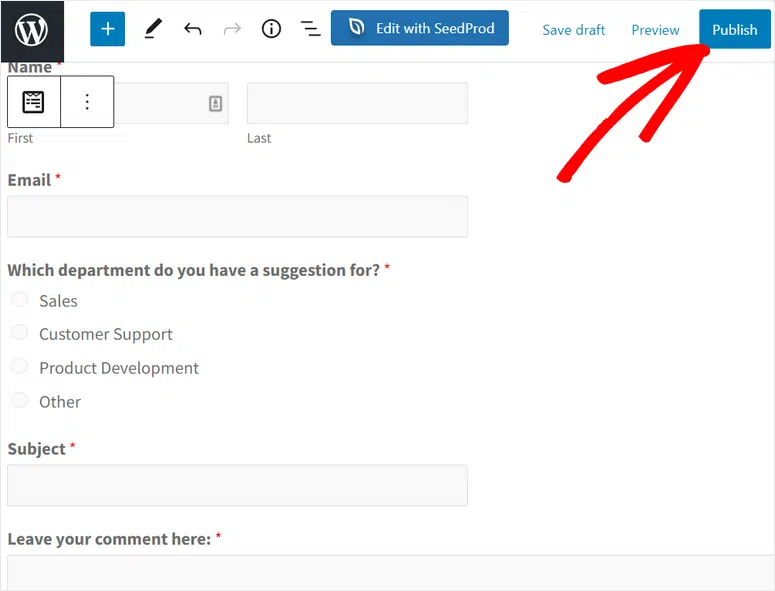 Edit with SeedProd Save draft Preview Publish
Name *
First Last
Email *
Which department do you have a suggestion for? *
Sales
Customer Support
Product Development
Other
Subject *
Leave your comment here: *